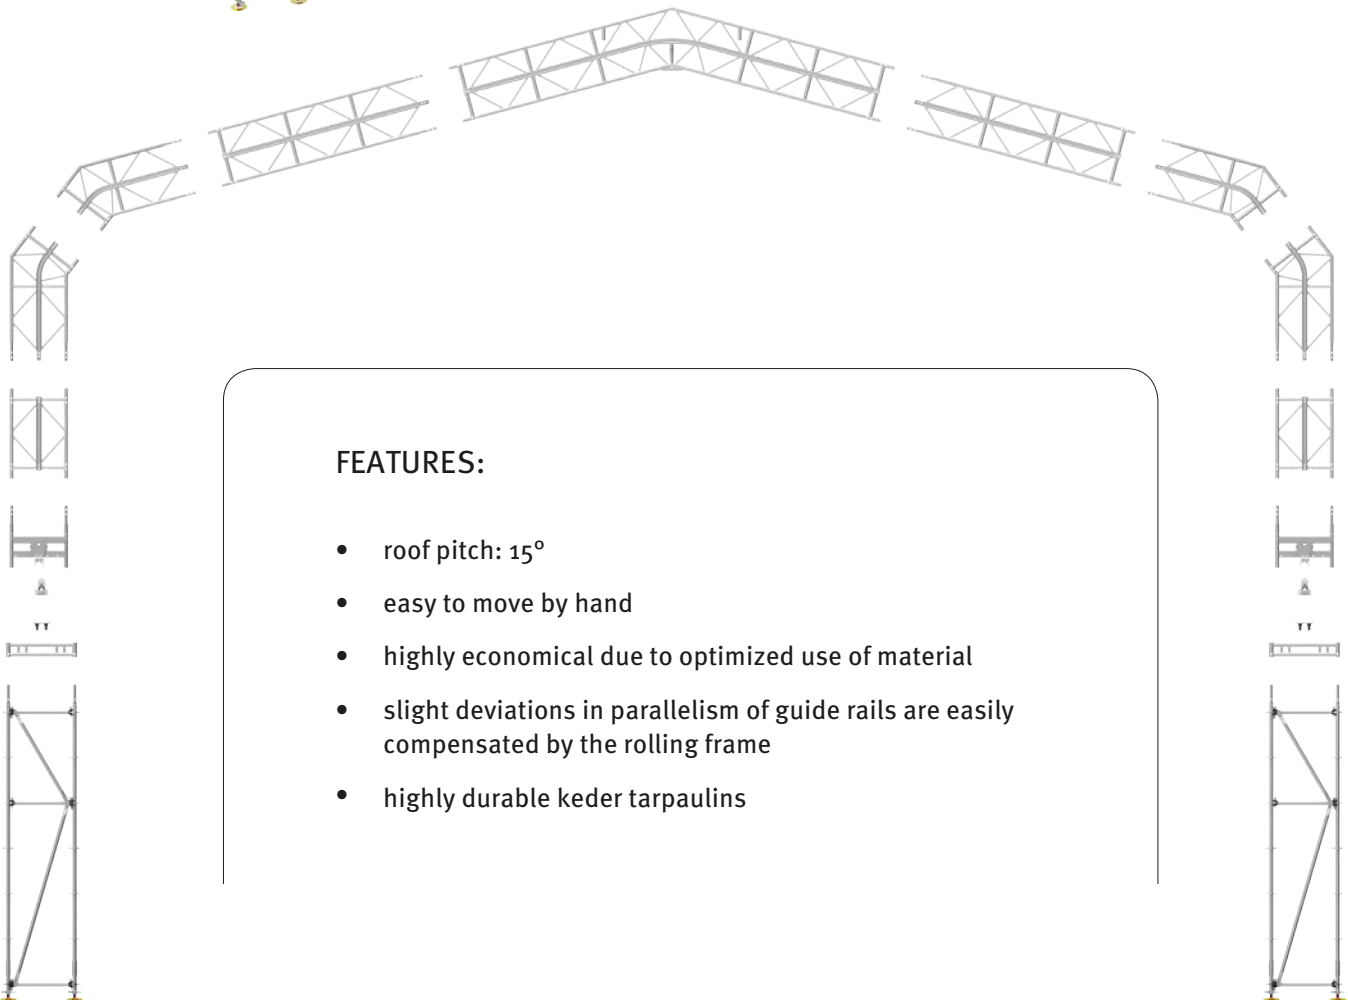 FEATURES:
• roof pitch: 15°
• easy to move by hand
• highly economical due to optimized use of material
• slight deviations in parallelism of guide rails are easily
compensated by the rolling frame
• highly durable keder tarpaulins